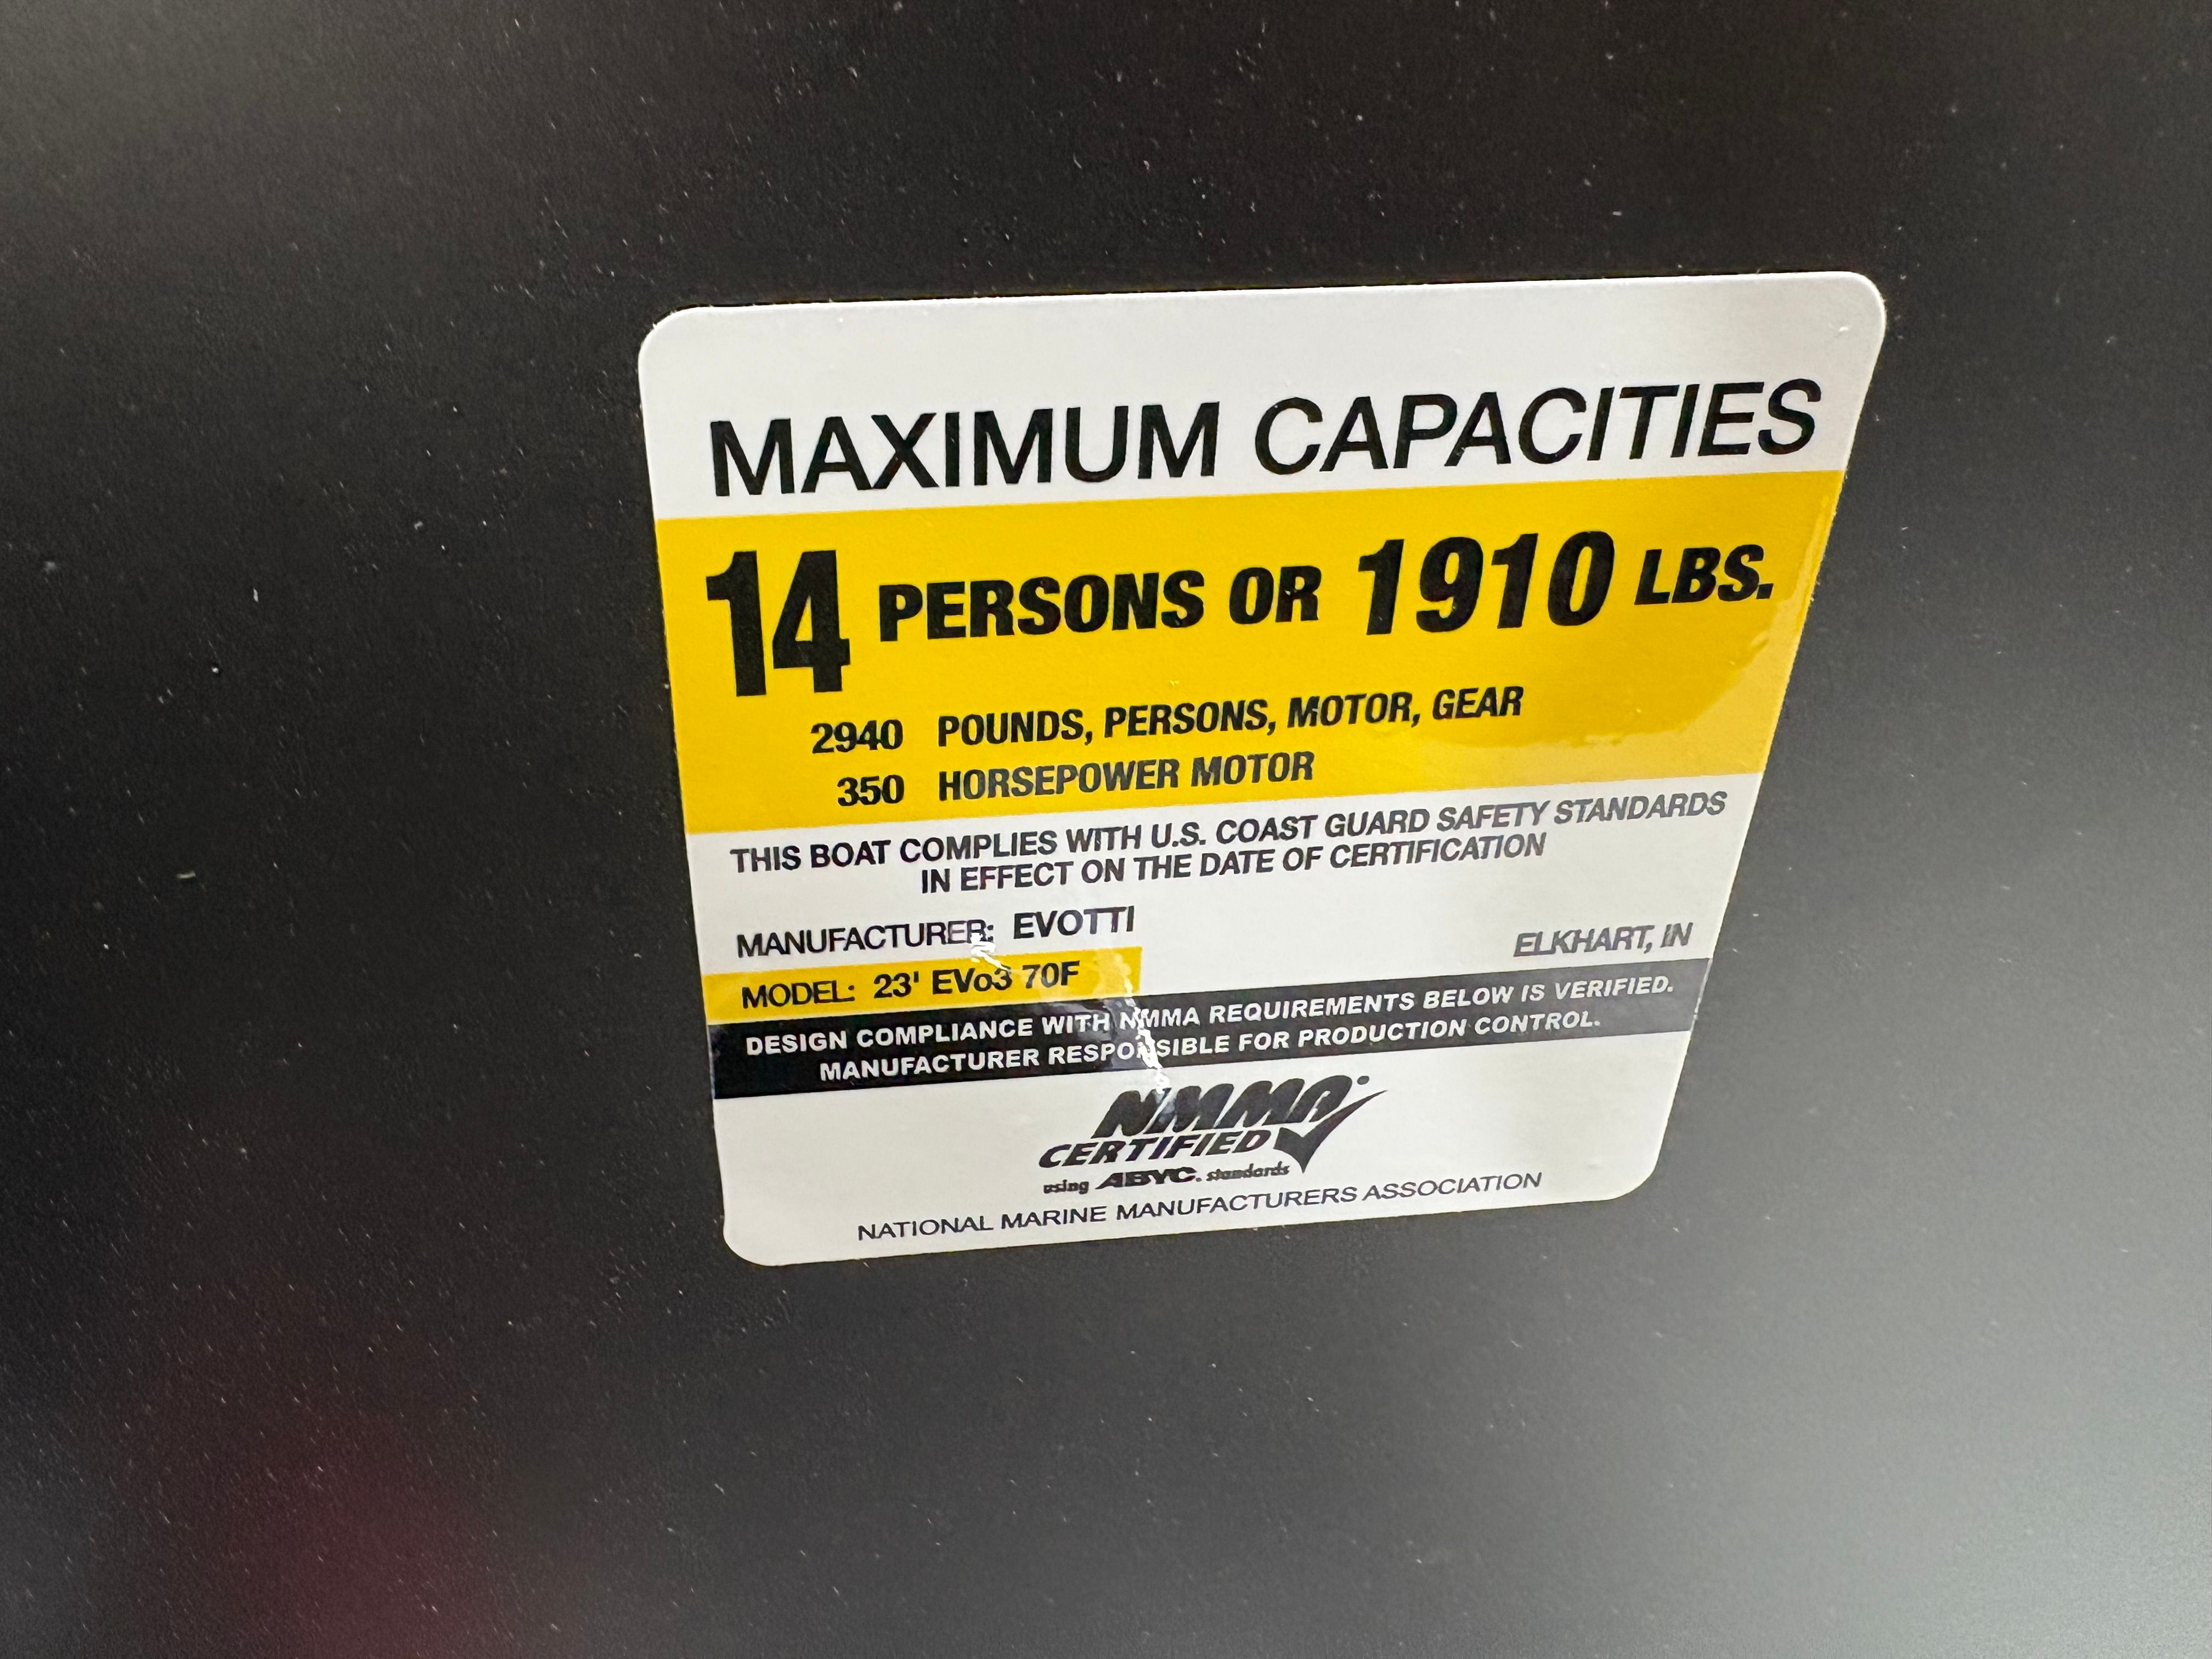 MAXIMUM CAPACITIES
14 PERSONS OR 1910 LBS.
2940 POUNDS, PERSONS, MOTOR, GEAR
350 HORSEPOWER MOTOR
THIS BOAT COMPLIES WITH U.S. COAST GUARD SAFETY STANDARDS
IN EFFECT ON THE DATE OF CERTIFICATION
MANUFACTURER: EVOTTI
ELKHART, IN
MODEL: 23' EVo3 70F
DESIGN COMPLIANCE WITH NMMA REQUIREMENTS BELOW IS VERIFIED.
MANUFACTURER RESPONSIBLE FOR PRODUCTION CONTROL.
NMMA
CERTIFIED
using ABYC. standards
NATIONAL MARINE MANUFACTURERS ASSOCIATION